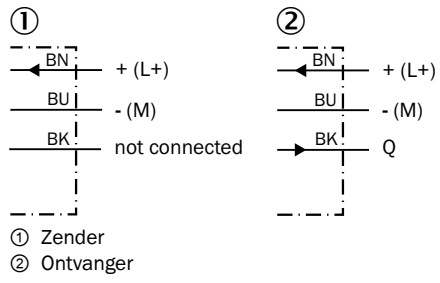 ① ②
BN + (L+) BN + (L+)
BU - (M) BU - (M)
BK not connected BK Q
① Zender
② Ontvanger